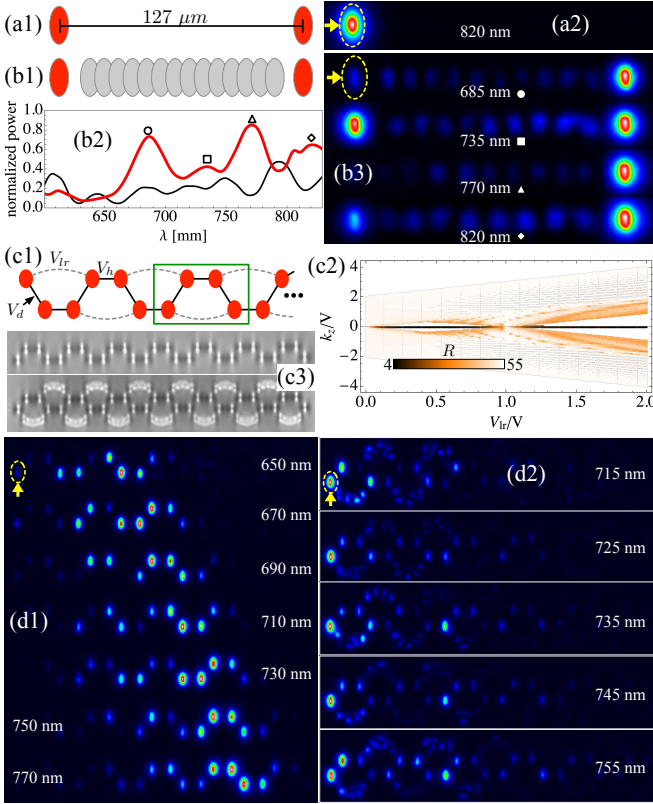 (a1)
127 μm
(a2)
820 nm
(b1)
(b2)
normalized power
1.0
0.8
0.6
0.4
0.2
0
650
700
750
800
λ [mm]
685 nm
735 nm
(b3)
770 nm
820 nm
(c1)
V_lr
V_h
V_d
(c2)
k_z/V
4
2
0
−2
−4
R
4
55
0.0
0.5
1.0
1.5
2.0
V_lr/V
(c3)
(d1)
650 nm
670 nm
690 nm
710 nm
730 nm
750 nm
770 nm
(d2)
715 nm
725 nm
735 nm
745 nm
755 nm